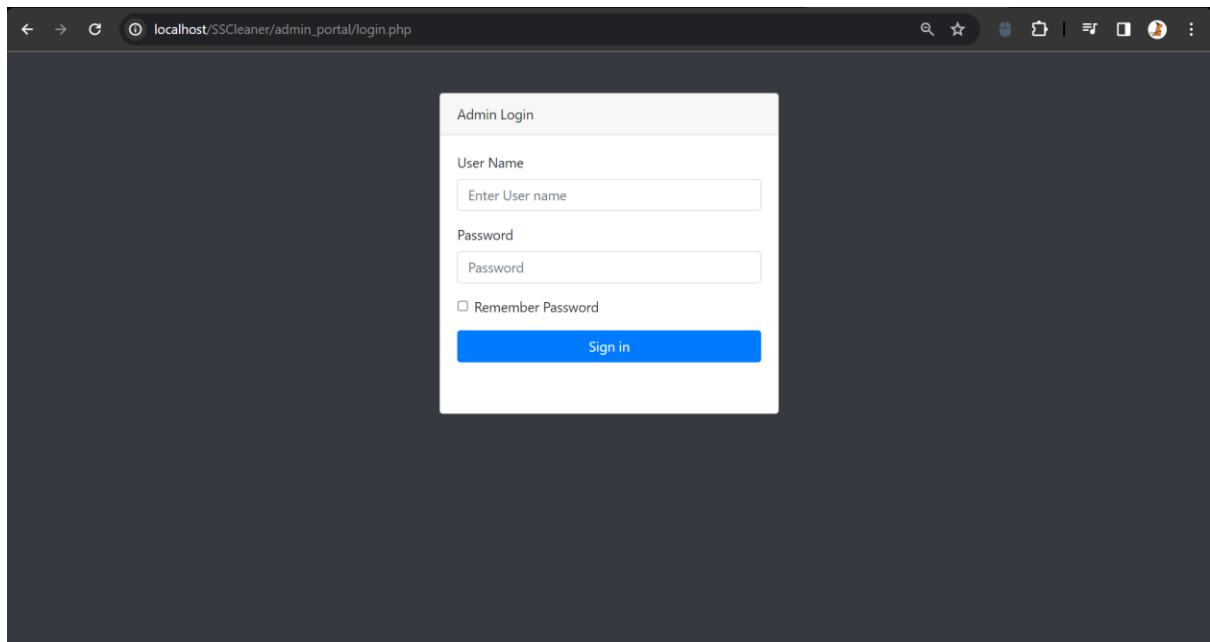 localhost/SSCleaner/admin_portal/login.php
Admin Login
User Name
Enter User name
Password
Password
Remember Password
Sign in